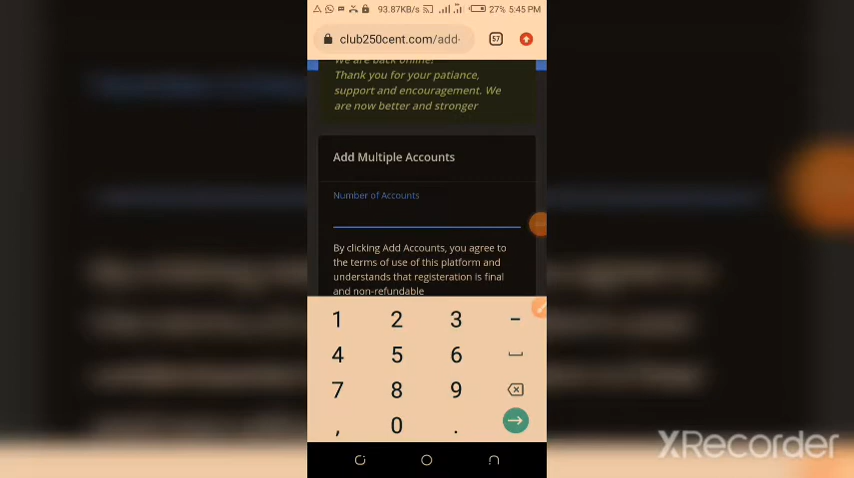 93.87KB/s 27% 5:45 PM
club250cent.com/add- 57
We are back online!
Thank you for your patiance,
support and encouragement. We
are now better and stronger
Add Multiple Accounts
Number of Accounts
By clicking Add Accounts, you agree to
the terms of use of this platform and
understands that registeration is final
and non-refundable
1 2 3 -
4 5 6
7 8 9
, 0 .
XRecorder